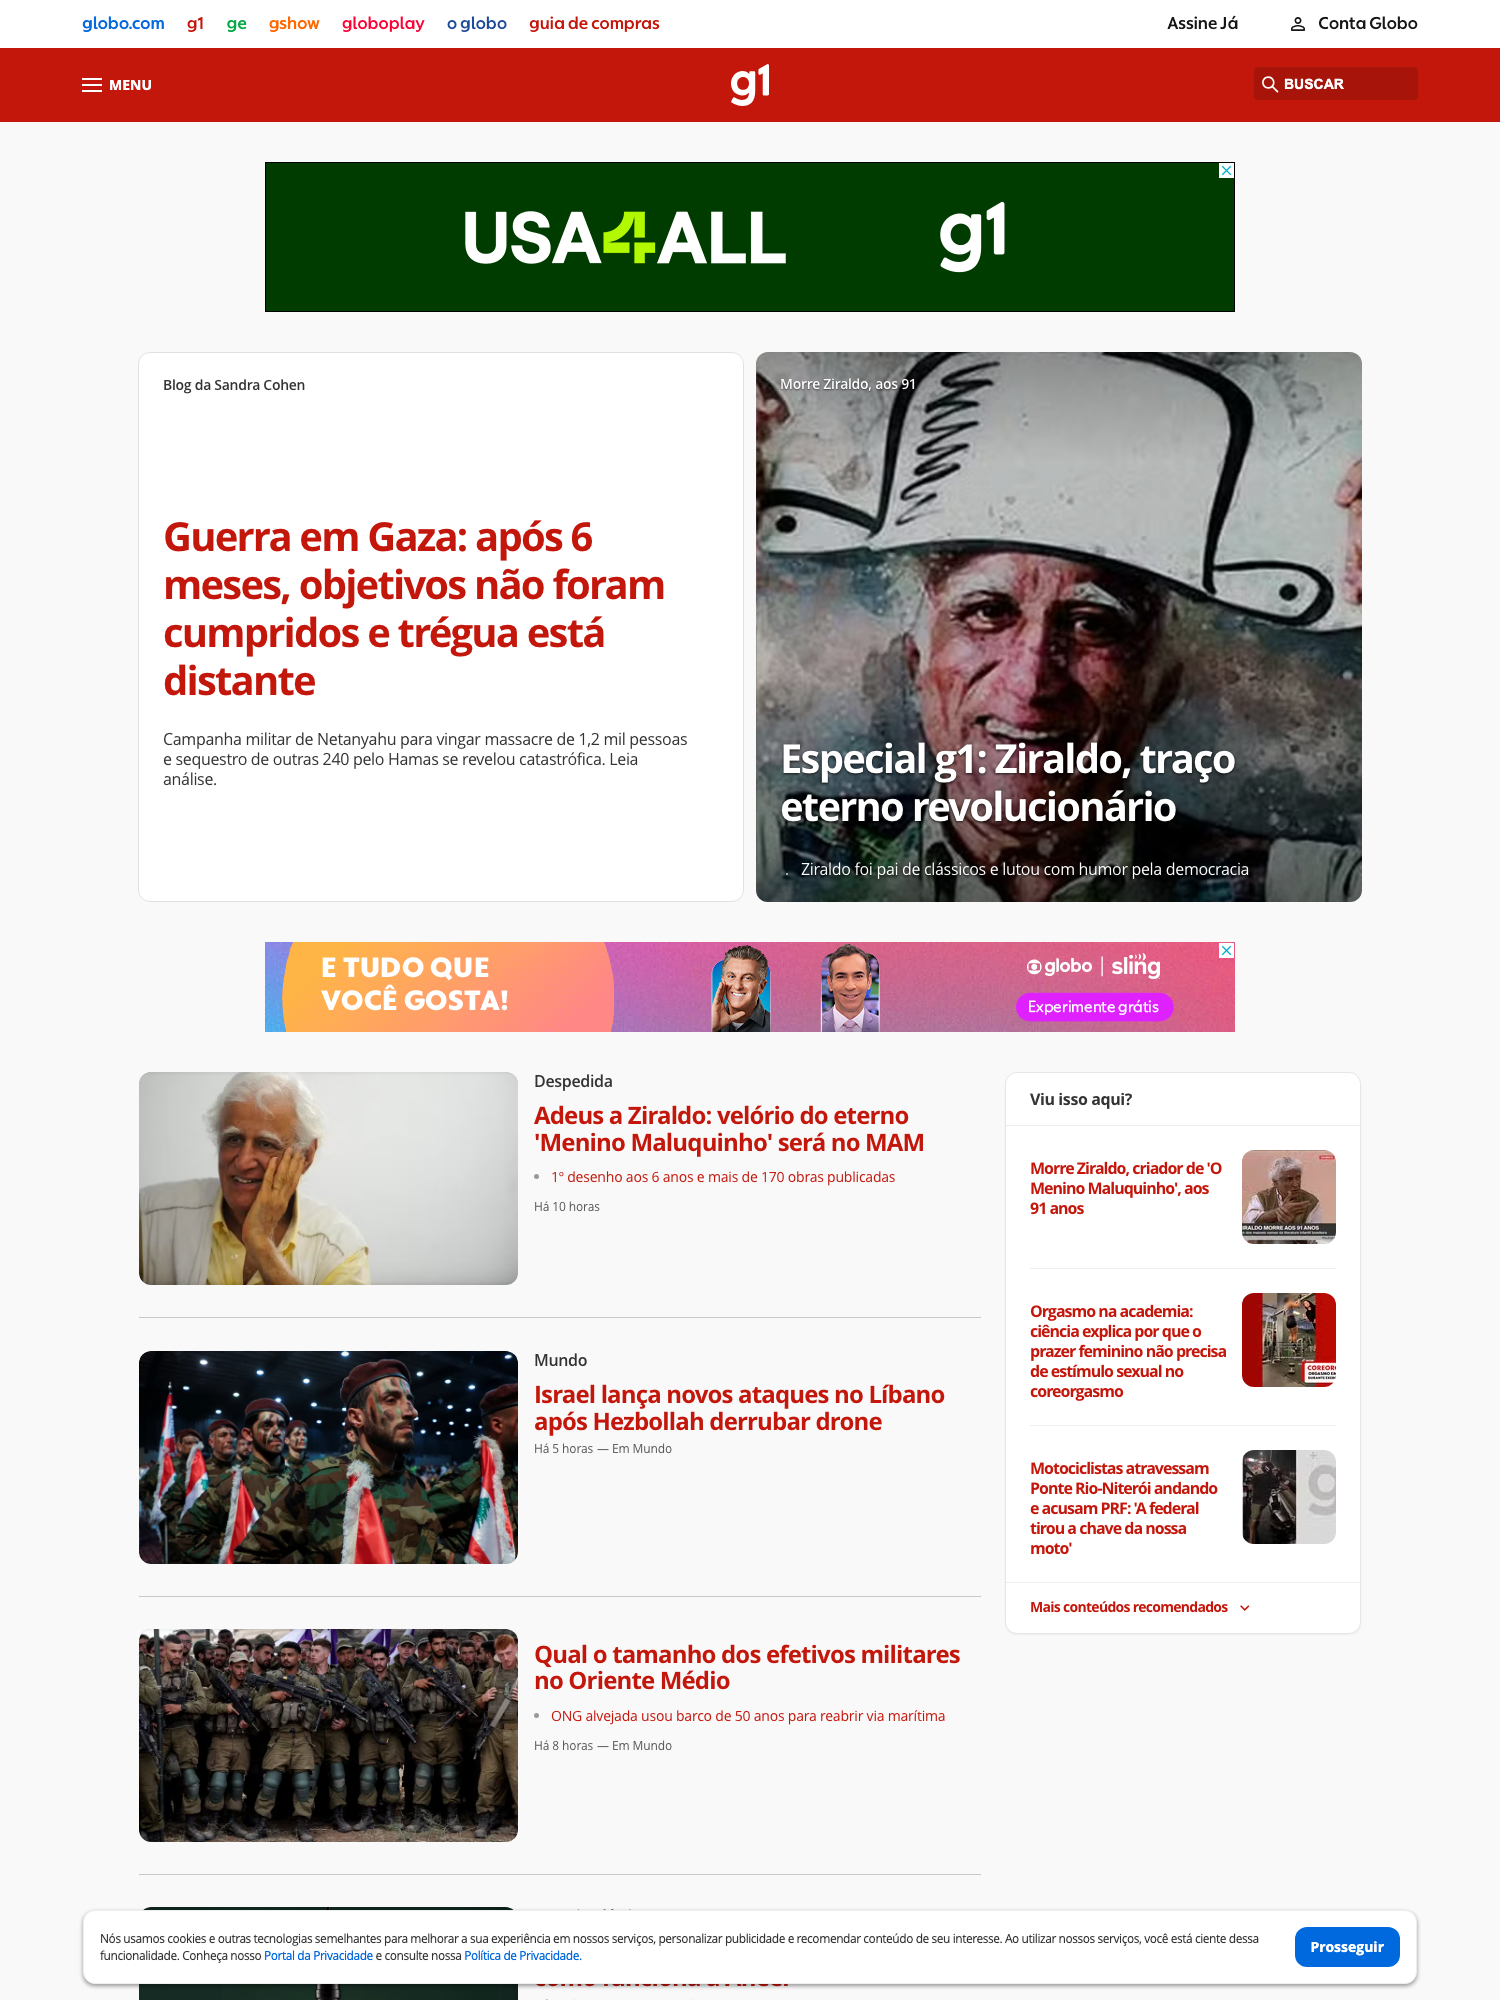 globo.com g1 ge gshow globoplay o globo guia de compras Assine Já Conta Globo
MENU g1 BUSCAR
USA4ALL g1
Blog da Sandra Cohen
Guerra em Gaza: após 6
meses, objetivos não foram
cumpridos e trégua está
distante
Campanha militar de Netanyahu para vingar massacre de 1,2 mil pessoas
e sequestro de outras 240 pelo Hamas se revelou catastrófica. Leia
análise.
Morre Ziraldo, aos 91
Especial g1: Ziraldo, traço
eterno revolucionário
. Ziraldo foi pai de clássicos e lutou com humor pela democracia
E TUDO QUE
VOCÊ GOSTA!
globo | sling
Experimente grátis
Despedida
Adeus a Ziraldo: velório do eterno
'Menino Maluquinho' será no MAM
• 1º desenho aos 6 anos e mais de 170 obras publicadas
Há 10 horas
Mundo
Israel lança novos ataques no Líbano
após Hezbollah derrubar drone
Há 5 horas — Em Mundo
Qual o tamanho dos efetivos militares
no Oriente Médio
• ONG alvejada usou barco de 50 anos para reabrir via marítima
Há 8 horas — Em Mundo
Viu isso aqui?
Morre Ziraldo, criador de 'O
Menino Maluquinho', aos
91 anos
IRALDO MORRE AOS 91 ANOS
Orgasmo na academia:
ciência explica por que o
prazer feminino não precisa
de estímulo sexual no
coreorgasmo
Motociclistas atravessam
Ponte Rio-Niterói andando
e acusam PRF: 'A federal
tirou a chave da nossa
moto'
Mais conteúdos recomendados
Nós usamos cookies e outras tecnologias semelhantes para melhorar a sua experiência em nossos serviços, personalizar publicidade e recomendar conteúdo de seu interesse. Ao utilizar nossos serviços, você está ciente dessa
funcionalidade. Conheça nosso Portal da Privacidade e consulte nossa Política de Privacidade.
Prosseguir